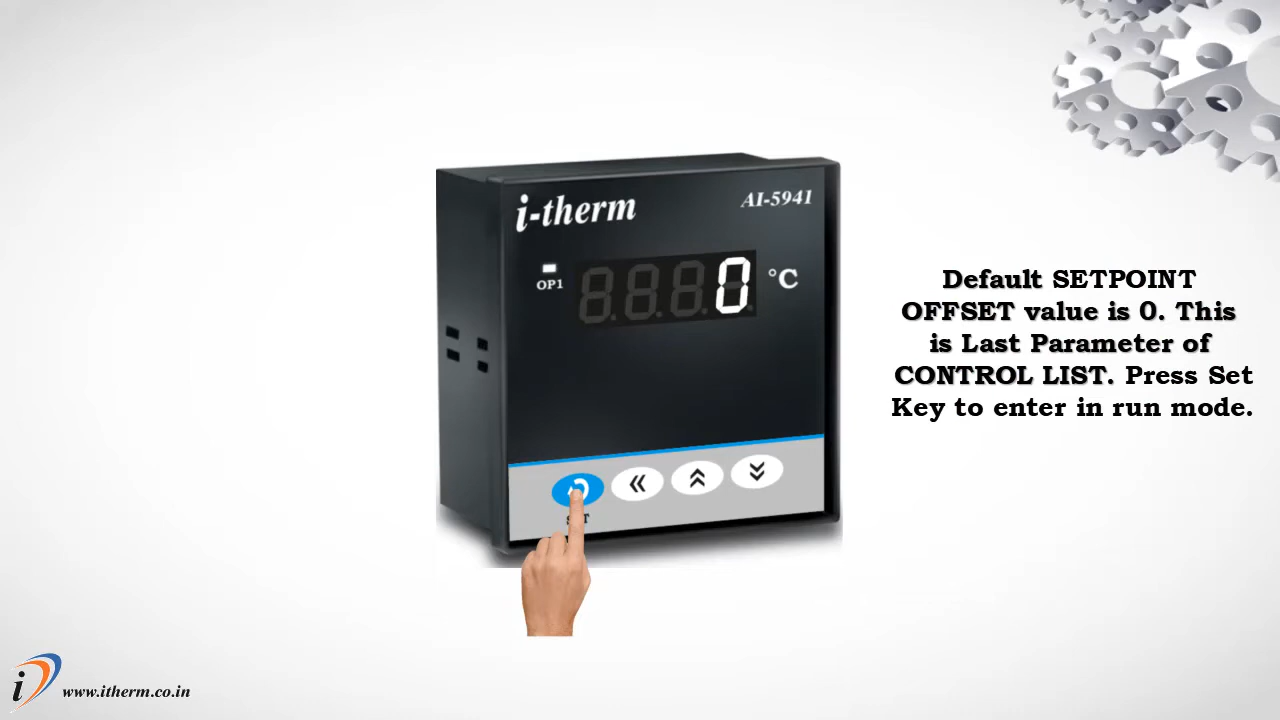 i-therm
AI-5941
OP1
0
°C
SET
Default SETPOINT
OFFSET value is 0. This
is Last Parameter of
CONTROL LIST. Press Set
Key to enter in run mode.
i
www.itherm.co.in